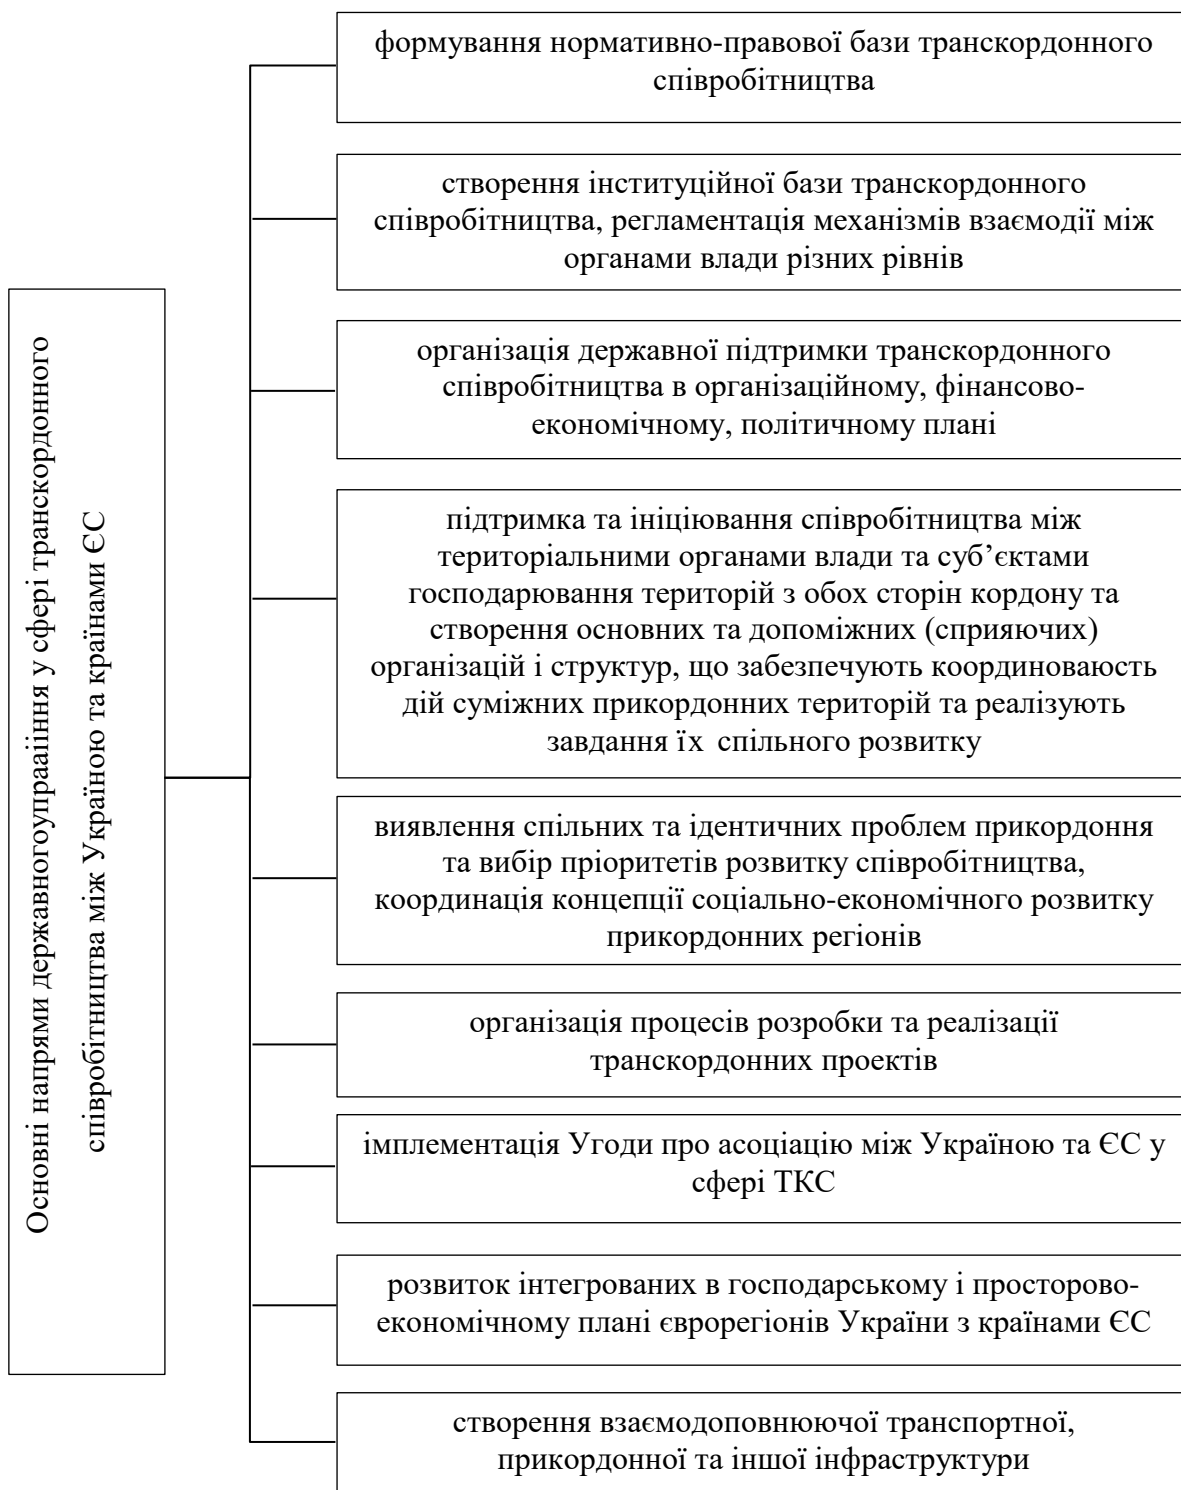 Основні напрями державногоупрааііння у сфері транскордонного
співробітництва між Україною та країнами ЄС
формування нормативно-правової бази транскордонного
співробітництва
створення інституційної бази транскордонного
співробітництва, регламентація механізмів взаємодії між
органами влади різних рівнів
організація державної підтримки транскордонного
співробітництва в організаційному, фінансово-
економічному, політичному плані
підтримка та ініціювання співробітництва між
територіальними органами влади та суб’єктами
господарювання територій з обох сторін кордону та
створення основних та допоміжних (сприяючих)
організацій і структур, що забезпечують координоваюсть
дій суміжних прикордонних територій та реалізують
завдання їх спільного розвитку
виявлення спільних та ідентичних проблем прикордоння
та вибір пріоритетів розвитку співробітництва,
координація концепції соціально-економічного розвитку
прикордонних регіонів
організація процесів розробки та реалізації
транскордонних проектів
імплементація Угоди про асоціацію між Україною та ЄС у
сфері ТКС
розвиток інтегрованих в господарському і просторово-
економічному плані єврорегіонів України з країнами ЄС
створення взаємодоповнюючої транспортної,
прикордонної та іншої інфраструктури